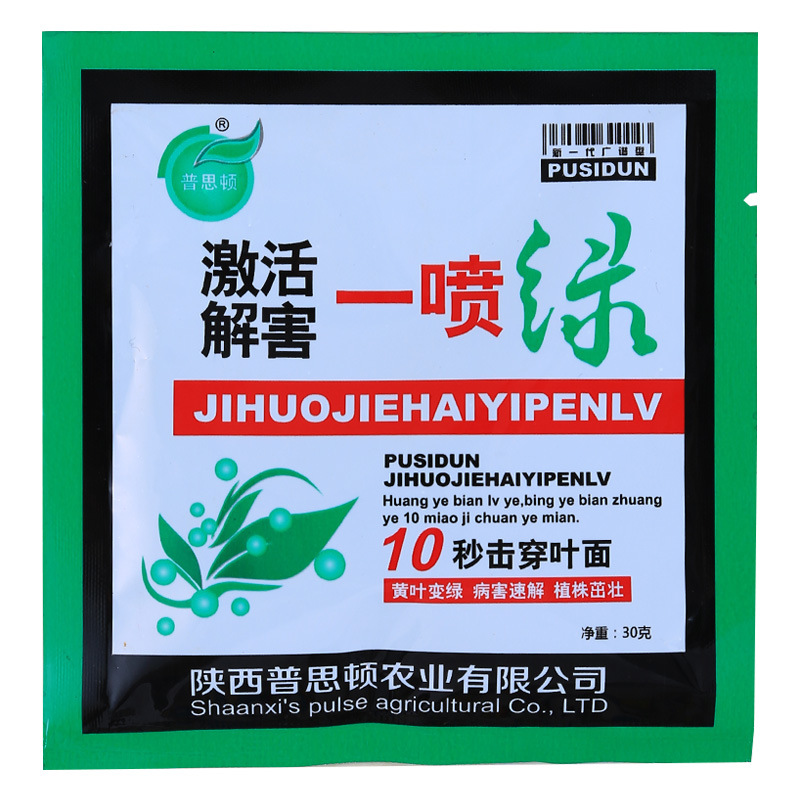 ®
普思顿
新一代广谱型
PUSIDUN
激活
解害
一喷绿
JIHUOJIEHAIYIPENLV
PUSIDUN
JIHUOJIEHAIYIPENLV
Huang ye bian lv ye,bing ye bian zhuang
ye 10 miao ji chuan ye mian.
10秒击穿叶面
黄叶变绿 病害速解 植株茁壮
净重：30克
陕西普思顿农业有限公司
Shaanxi's pulse agricultural Co., LTD